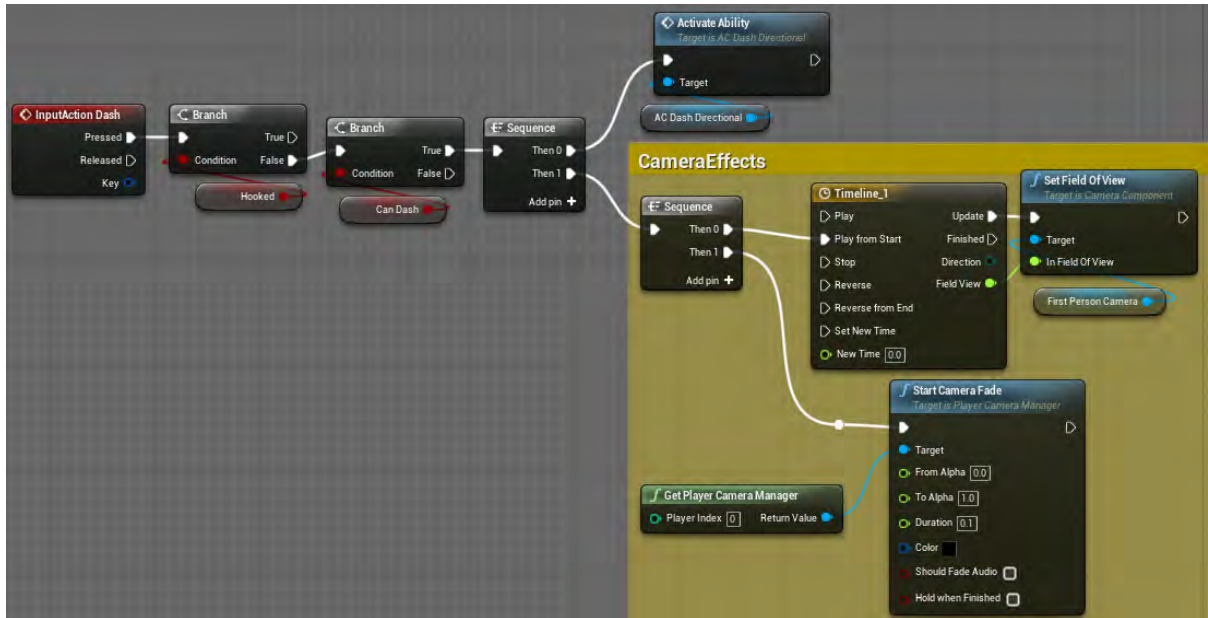 Activate Ability
Target is AC Dash Directional
Target
AC Dash Directional
InputAction Dash
Pressed
Released
Key
Branch
True
Condition
False
Hooked
Branch
True
Condition
False
Can Dash
Sequence
Then 0
Then 1
Add pin +
CameraEffects
Sequence
Then 0
Then 1
Add pin +
Timeline_1
Play
Update
Play from Start
Finished
Stop
Direction
Reverse
Field View
Reverse from End
Set New Time
New Time 0.0
Set Field Of View
Target is Camera Component
Target
In Field Of View
First Person Camera
Start Camera Fade
Target is Player Camera Manager
Target
From Alpha 0.0
To Alpha 1.0
Duration 0.1
Color
Should Fade Audio
Hold when Finished
Get Player Camera Manager
Player Index 0
Return Value